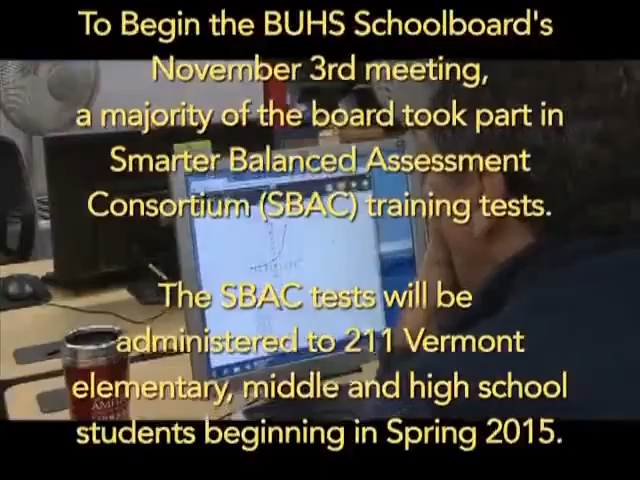 To Begin the BUHS Schoolboard's
November 3rd meeting,
a majority of the board took part in
Smarter Balanced Assessment
Consortium (SBAC) training tests.
The SBAC tests will be
administered to 211 Vermont
elementary, middle and high school
students beginning in Spring 2015.